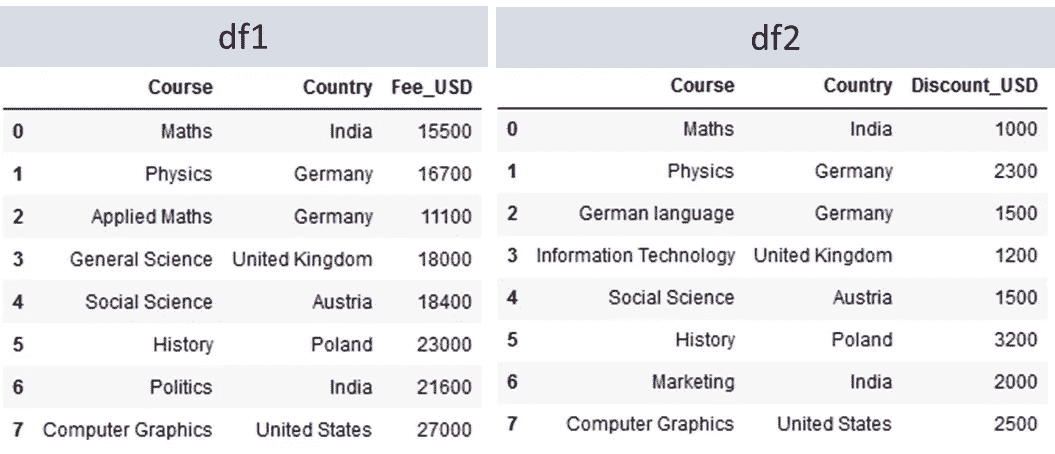 df1
Course Country Fee_USD
0 Maths India 15500
1 Physics Germany 16700
2 Applied Maths Germany 11100
3 General Science United Kingdom 18000
4 Social Science Austria 18400
5 History Poland 23000
6 Politics India 21600
7 Computer Graphics United States 27000
df2
Course Country Discount_USD
0 Maths India 1000
1 Physics Germany 2300
2 German language Germany 1500
3 Information Technology United Kingdom 1200
4 Social Science Austria 1500
5 History Poland 3200
6 Marketing India 2000
7 Computer Graphics United States 2500